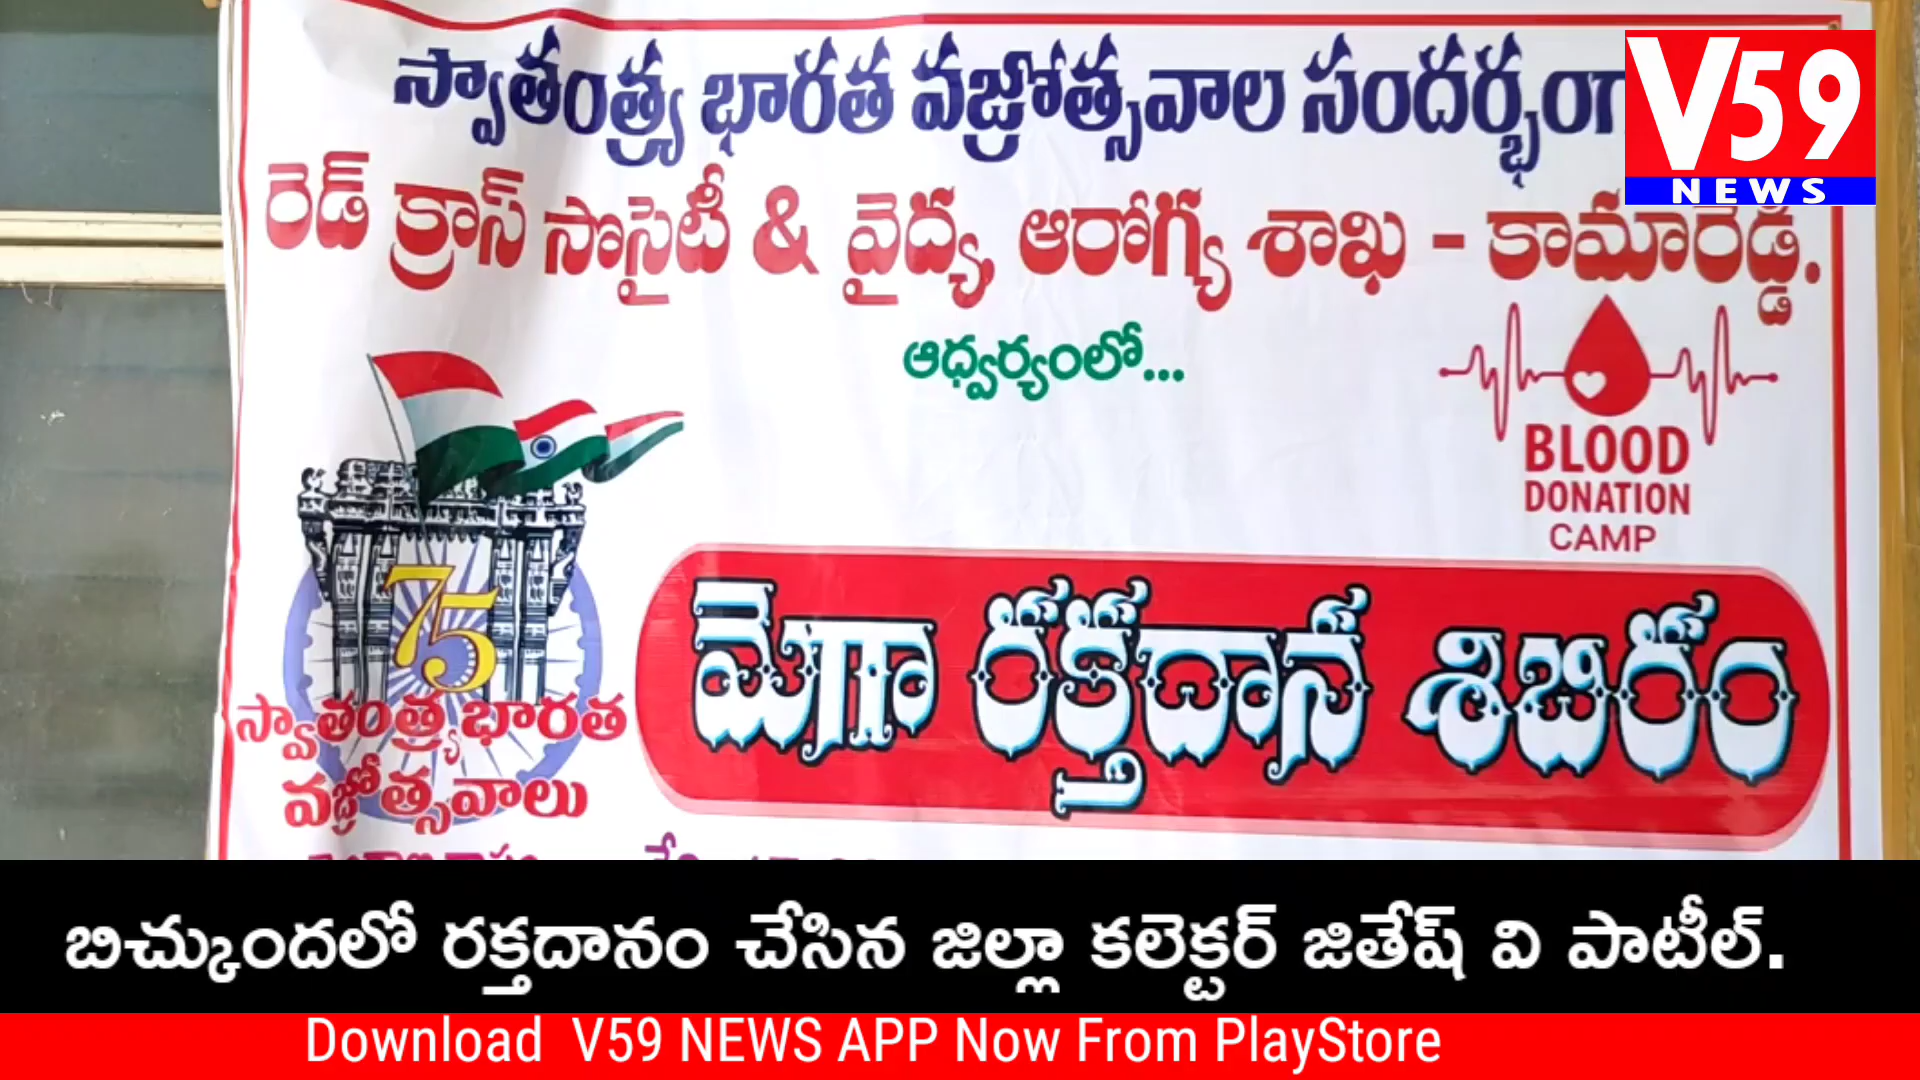 స్వాతంత్ర్య భారత వజ్రోత్సవాల సందర్భంగా
V59
NEWS
రెడ్ క్రాస్ సొసైటీ & వైద్య, ఆరోగ్య శాఖ - కామారెడ్డి.
ఆధ్వర్యంలో...
BLOOD
DONATION
CAMP
75
స్వాతంత్ర్య భారత
వజ్రోత్సవాలు
మెగా రక్తదాన శిబిరం
బిచ్కుందలో రక్తదానం చేసిన జిల్లా కలెక్టర్ జితేష్ వి పాటీల్.
Download V59 NEWS APP Now From PlayStore